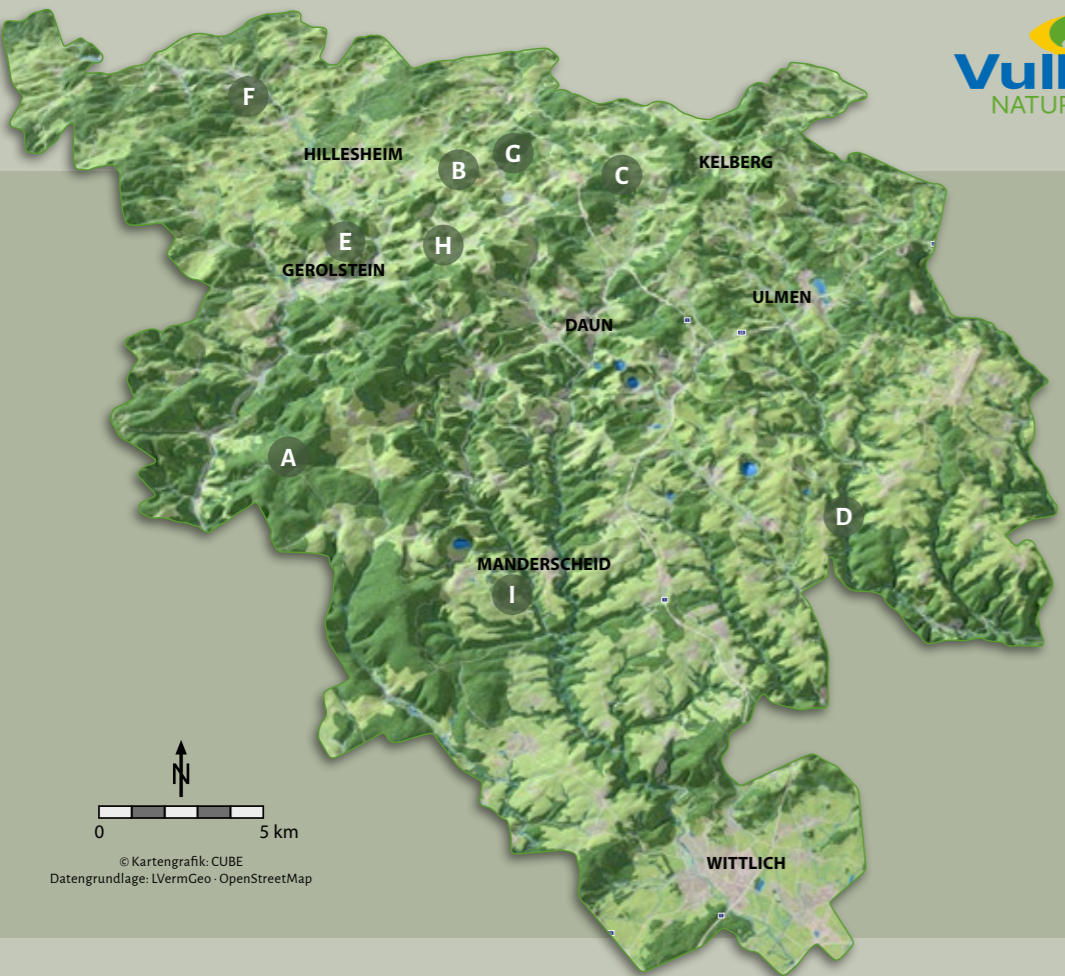 Vul
NATUR
F
HILLESHEIM
B
G
C
KELBERG
E
H
GEROLSTEIN
ULMEN
DAUN
A
D
MANDERSCHEID
I
N
0 5 km
© Kartengrafik: CUBE
Datengrundlage: LVermGeo · OpenStreetMap
WITTLICH